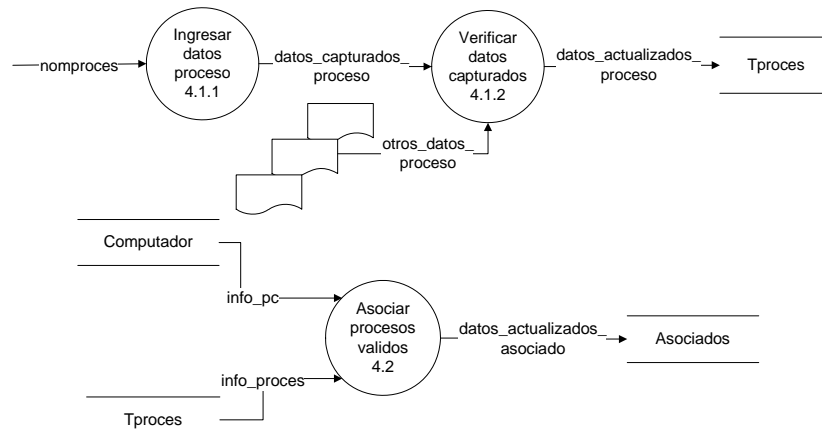 Ingresar
datos
proceso
4.1.1
Verificar
datos
capturados
4.1.2
nomproces
datos_capturados_
proceso
datos_actualizados_
proceso
Tproces
otros_datos_
proceso
Computador
info_pc
Asociar
procesos
validos
4.2
datos_actualizados_
asociado
Asociados
info_proces
Tproces